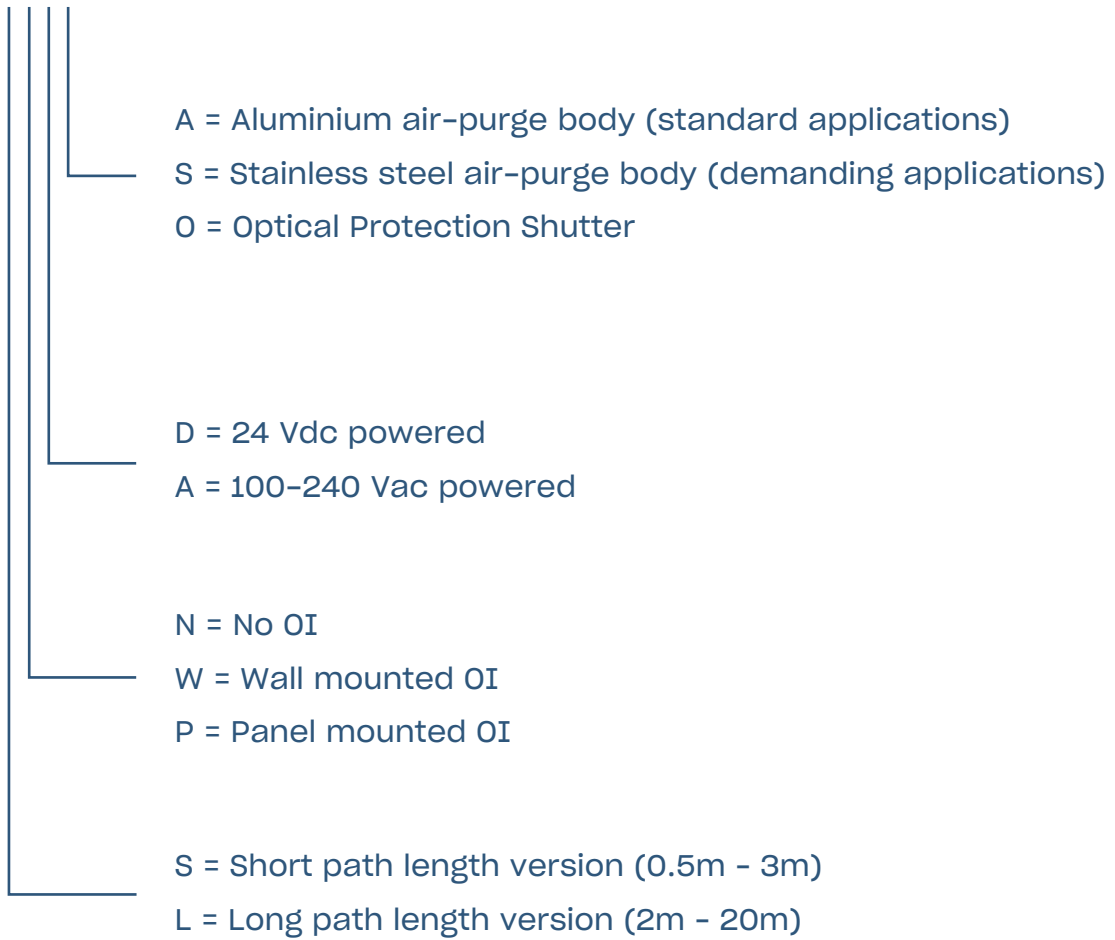 A = Aluminium air-purge body (standard applications)
S = Stainless steel air-purge body (demanding applications)
O = Optical Protection Shutter
D = 24 Vdc powered
A = 100-240 Vac powered
N = No OI
W = Wall mounted OI
P = Panel mounted OI
S = Short path length version (0.5m - 3m)
L = Long path length version (2m - 20m)